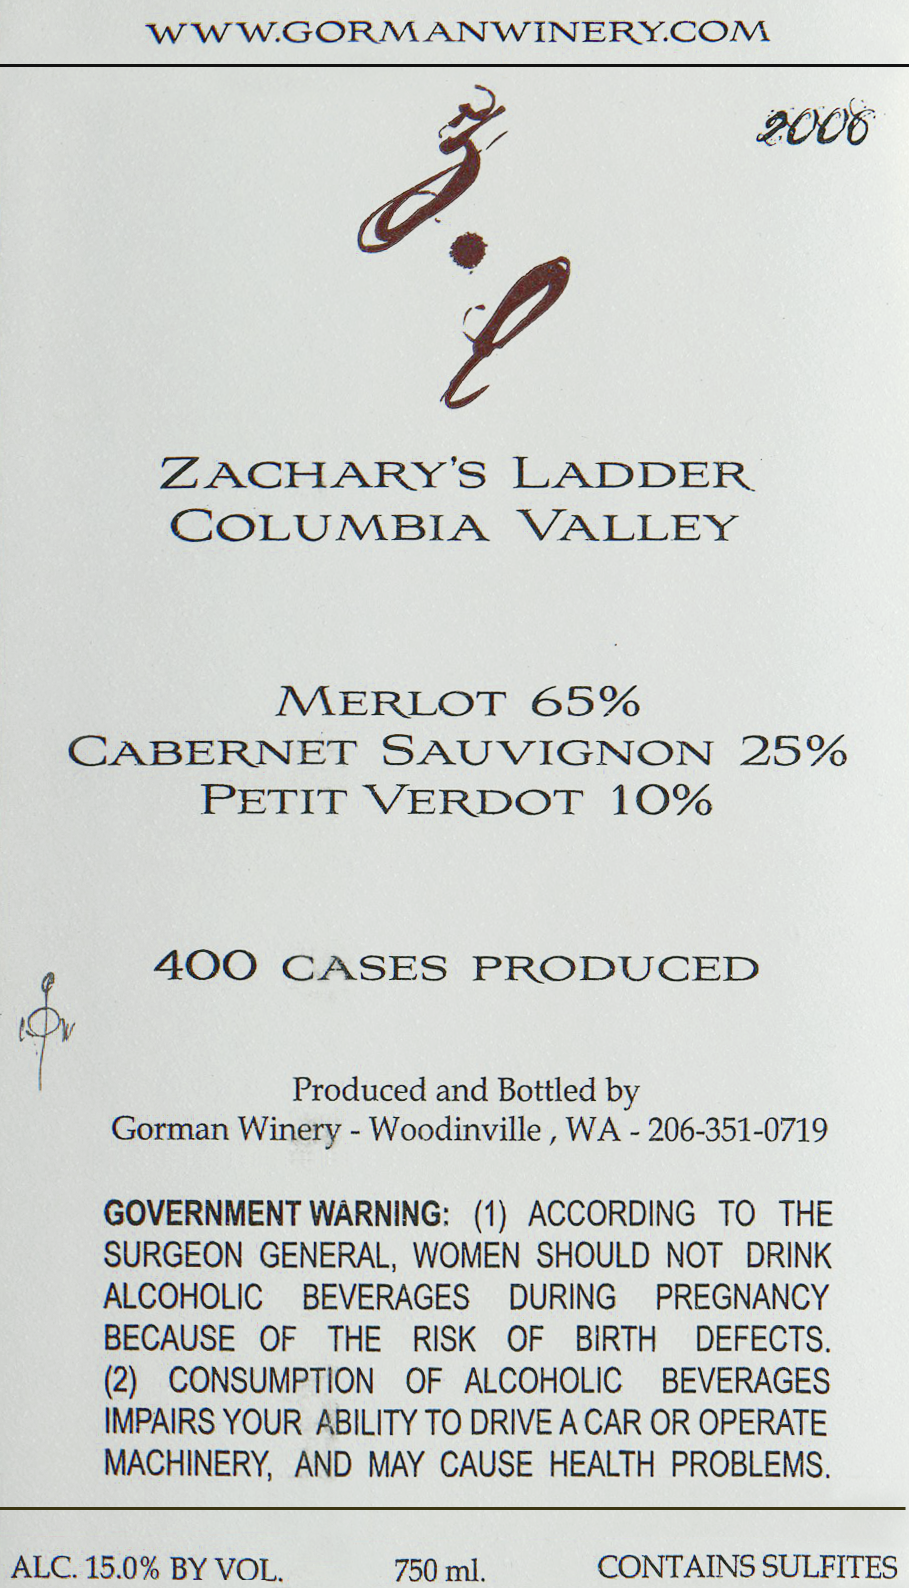 WWW.GORMANWINERY.COM
2006
z.l
ZACHARY'S LADDER
COLUMBIA VALLEY
MERLOT 65%
CABERNET SAUVIGNON 25%
PETIT VERDOT 10%
400 CASES PRODUCED
Produced and Bottled by
Gorman Winery - Woodinville , WA - 206-351-0719
GOVERNMENT WARNING: (1) ACCORDING TO THE
SURGEON GENERAL, WOMEN SHOULD NOT DRINK
ALCOHOLIC BEVERAGES DURING PREGNANCY
BECAUSE OF THE RISK OF BIRTH DEFECTS.
(2) CONSUMPTION OF ALCOHOLIC BEVERAGES
IMPAIRS YOUR ABILITY TO DRIVE A CAR OR OPERATE
MACHINERY, AND MAY CAUSE HEALTH PROBLEMS.
ALC. 15.0% BY VOL. 750 ml. CONTAINS SULFITES